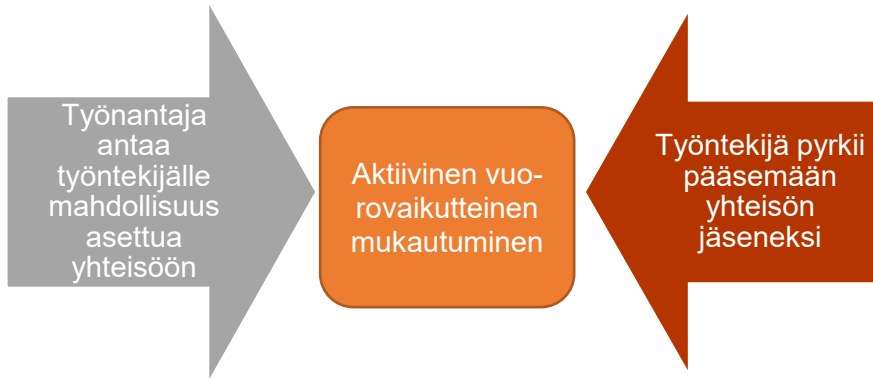 Työnantaja
antaa
työntekijälle
mahdollisuus
asettua
yhteisöön
Aktiivinen vuo-
rovaikutteinen
mukautuminen
Työntekijä pyrkii
pääsemään
yhteisön
jäseneksi